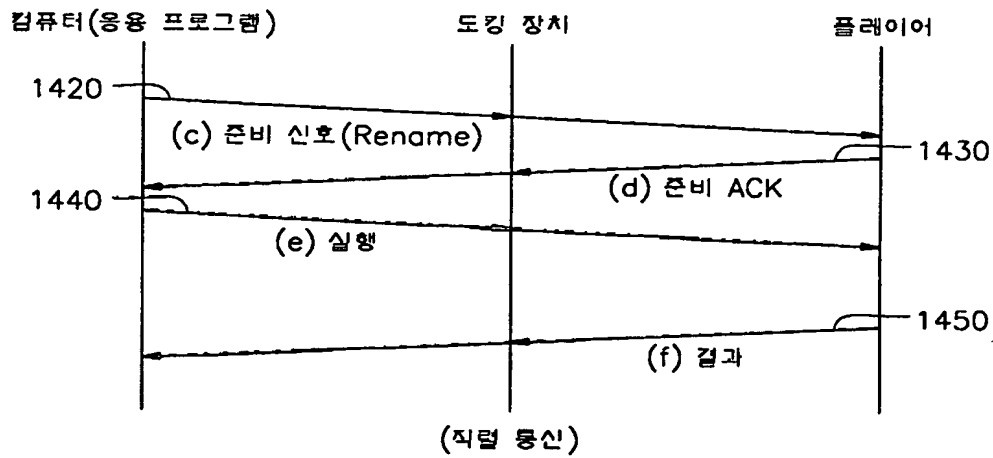 컴퓨터(응용 프로그램) 도킹 장치 플레이어
1420
(c) 준비 신호(Rename)
1430
(d) 준비 ACK
1440
(e) 실행
1450
(f) 결과
(직렬 통신)